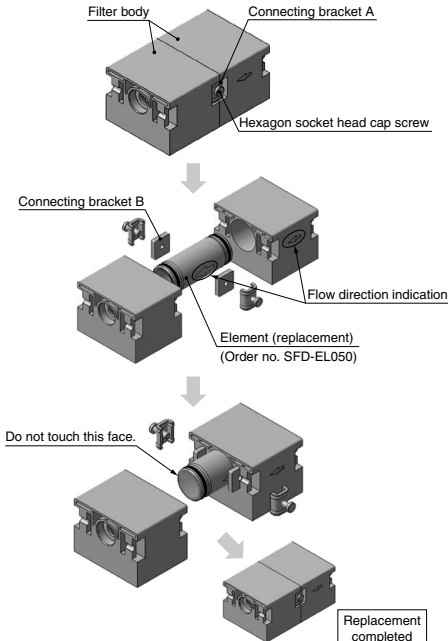 Filter body
Connecting bracket A
Hexagon socket head cap screw
Connecting bracket B
Flow direction indication
Element (replacement)
(Order no. SFD-EL050)
Do not touch this face.
Replacement
completed